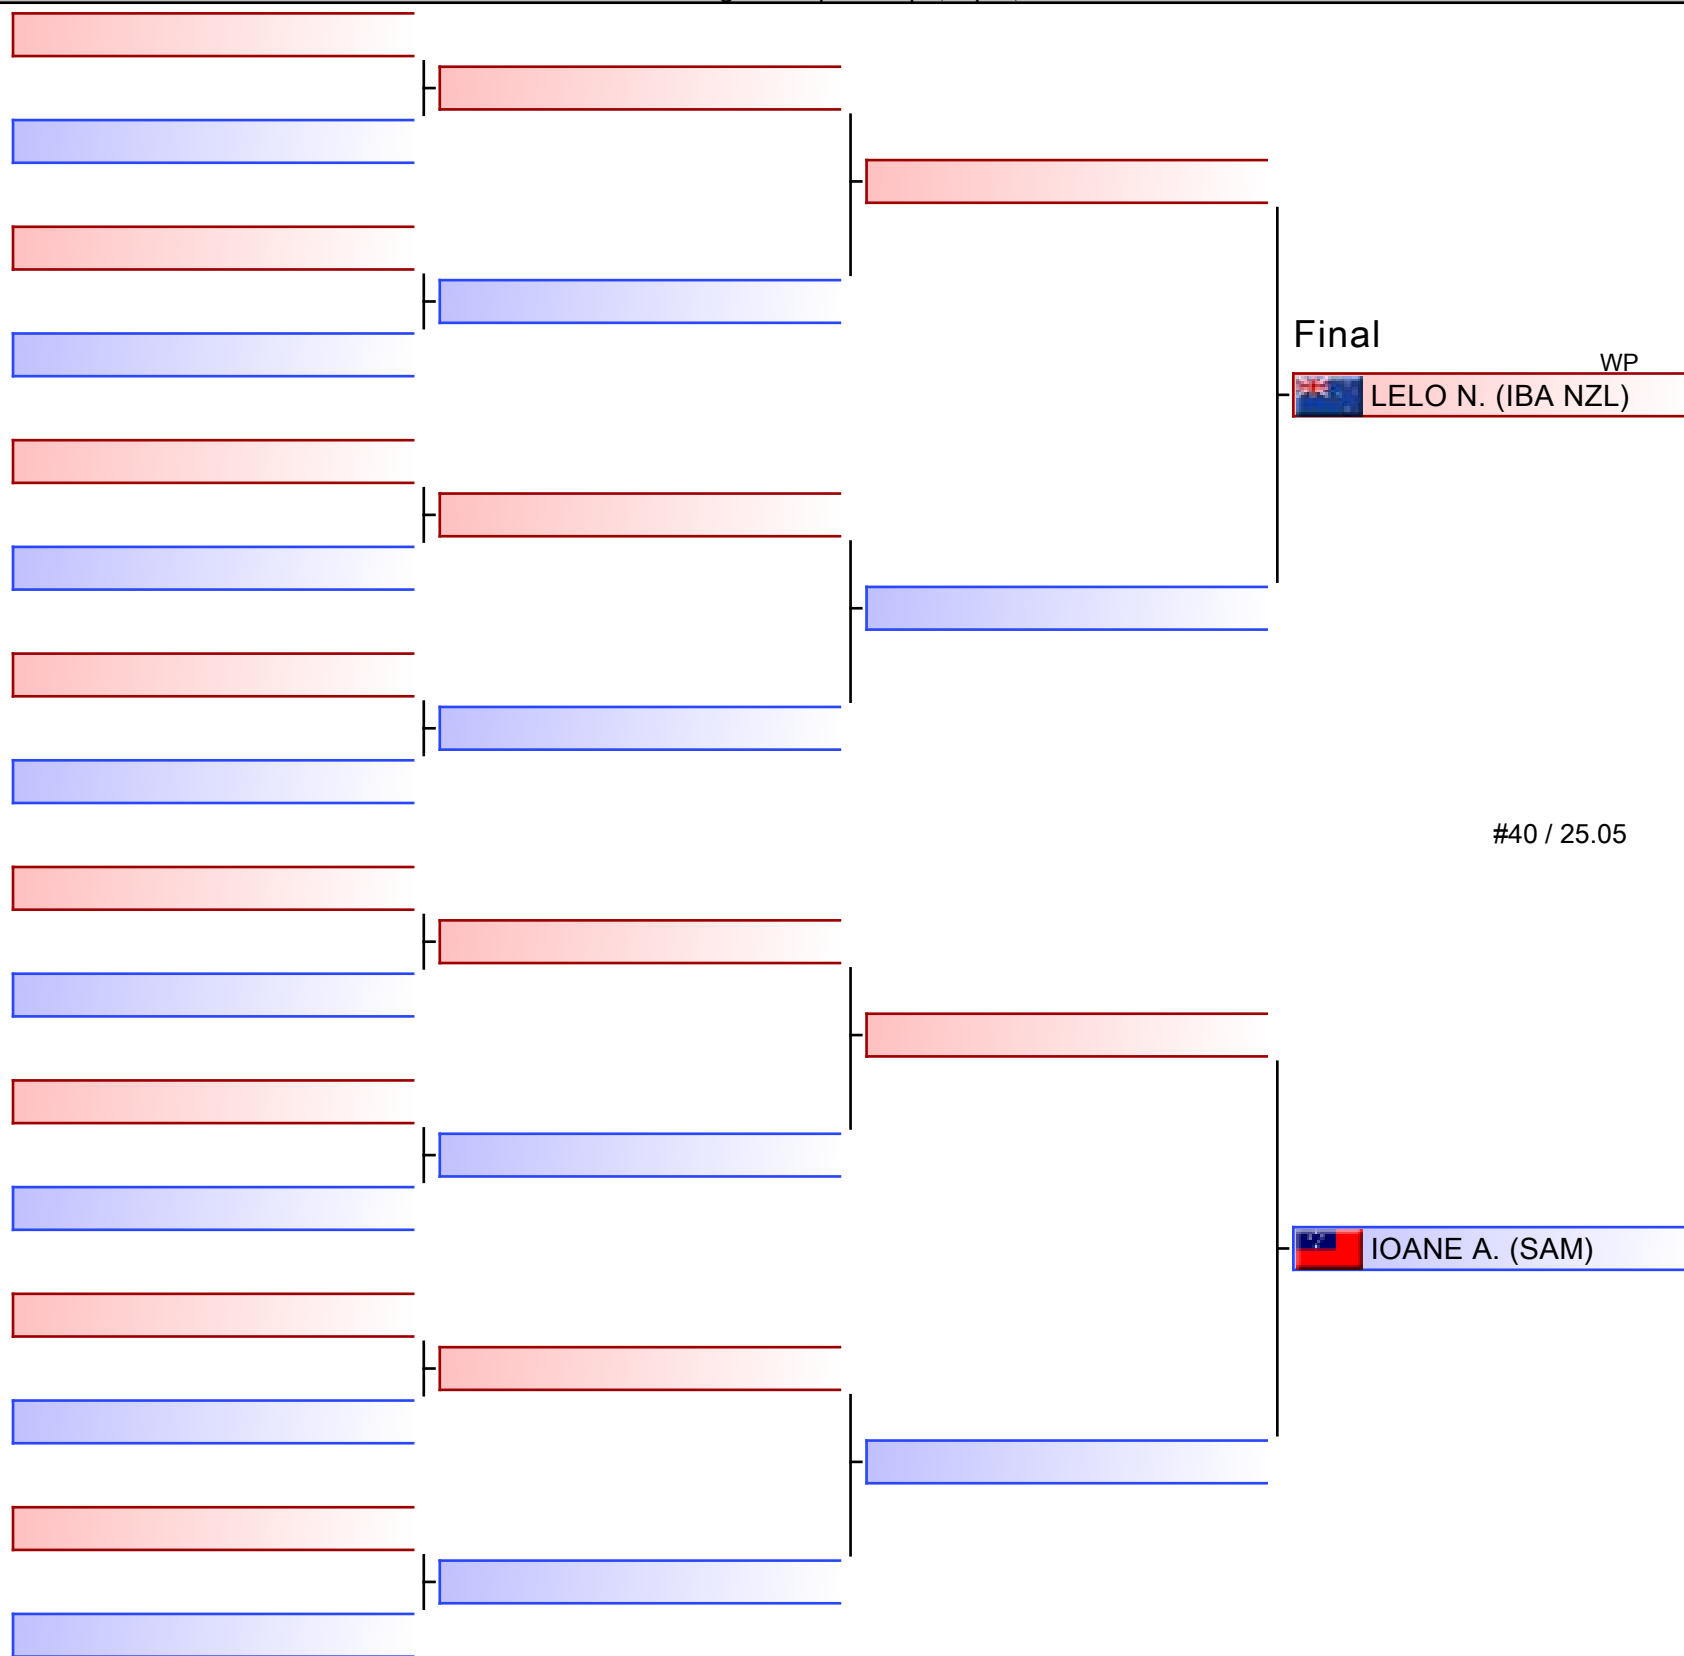 Final
WP
LELO N. (IBA NZL)
#40 / 25.05
IOANE A. (SAM)